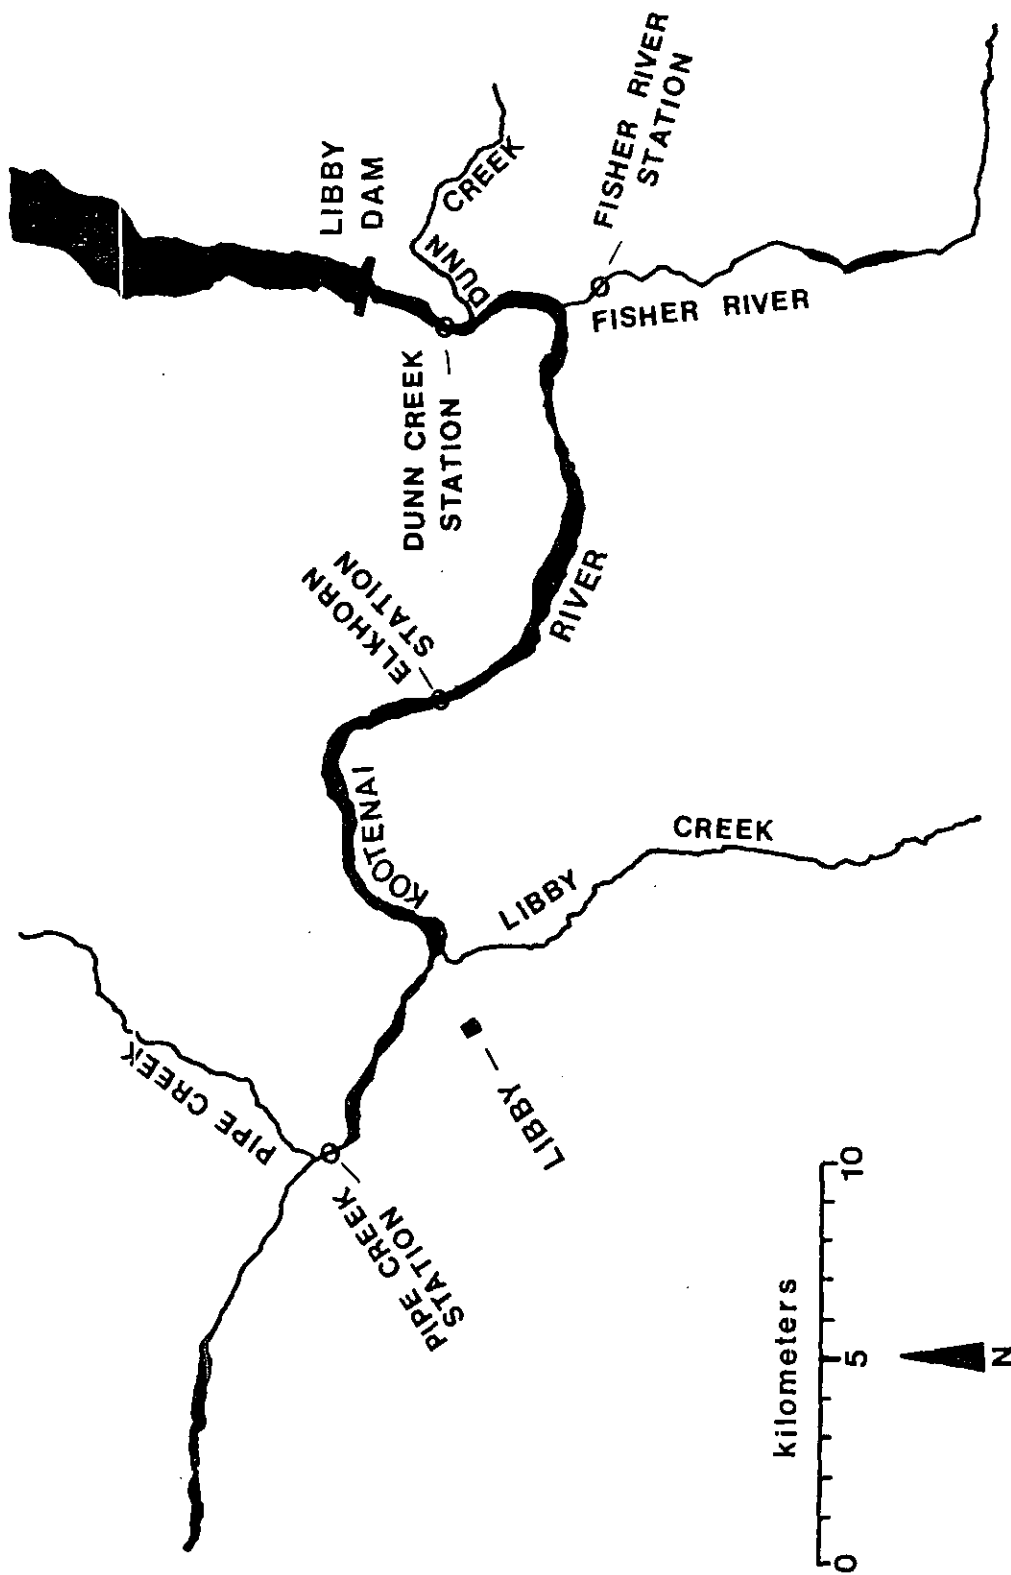 LIBBY
DAM
DUNN CREEK
FISHER RIVER
STATION
FISHER RIVER
DUNN CREEK
STATION
ELKHORN
STATION
KOOTENAI RIVER
LIBBY CREEK
PIPE CREEK
PIPE CREEK
STATION
LIBBY
kilometers
0 5 10
N